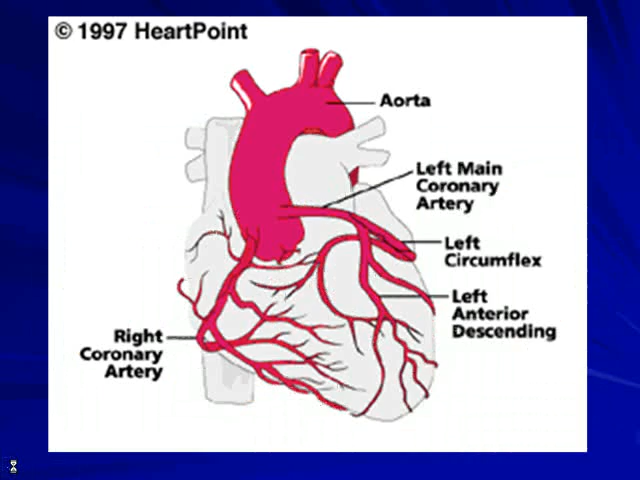 © 1997 HeartPoint
Aorta
Left Main
Coronary
Artery
Left
Circumflex
Left
Anterior
Descending
Right
Coronary
Artery